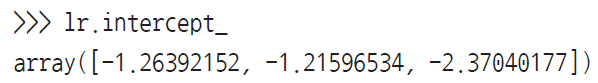 >>> lr.intercept_
array([-1.26392152, -1.21596534, -2.37040177])